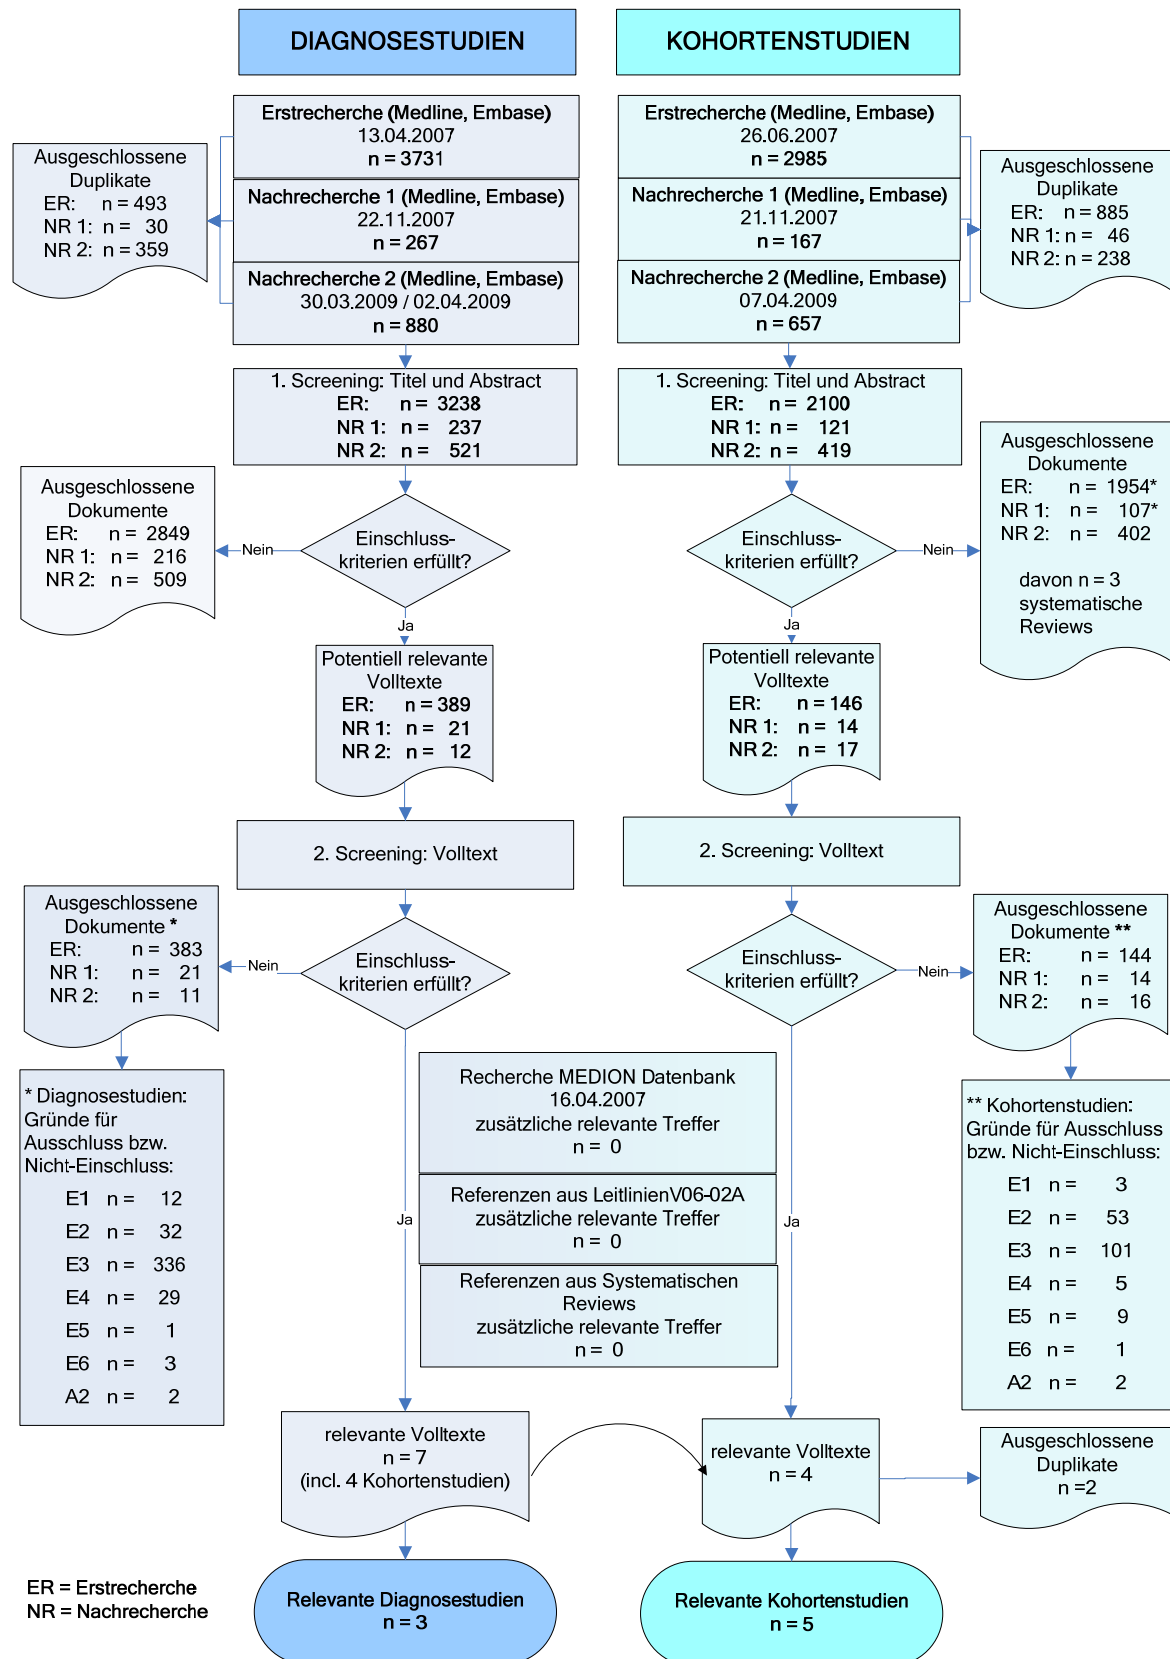 DIAGNOSESTUDIEN
KOHORTENSTUDIEN
Erstrecherche (Medline, Embase)
13.04.2007
n = 3731
Nachrecherche 1 (Medline, Embase)
22.11.2007
n = 267
Nachrecherche 2 (Medline, Embase)
30.03.2009 / 02.04.2009
n = 880
Erstrecherche (Medline, Embase)
26.06.2007
n = 2985
Nachrecherche 1 (Medline, Embase)
21.11.2007
n = 167
Nachrecherche 2 (Medline, Embase)
07.04.2009
n = 657
Ausgeschlossene
Duplikate
ER: n = 493
NR 1: n = 30
NR 2: n = 359
Ausgeschlossene
Duplikate
ER: n = 885
NR 1: n = 46
NR 2: n = 238
1. Screening: Titel und Abstract
ER: n = 3238
NR 1: n = 237
NR 2: n = 521
1. Screening: Titel und Abstract
ER: n = 2100
NR 1: n = 121
NR 2: n = 419
Ausgeschlossene
Dokumente
ER: n = 2849
NR 1: n = 216
NR 2: n = 509
Nein
Einschluss-
kriterien erfüllt?
Einschluss-
kriterien erfüllt?
Nein
Ausgeschlossene
Dokumente
ER: n = 1954*
NR 1: n = 107*
NR 2: n = 402
davon n = 3
systematische
Reviews
Ja
Ja
Potentiell relevante
Volltexte
ER: n = 389
NR 1: n = 21
NR 2: n = 12
Potentiell relevante
Volltexte
ER: n = 146
NR 1: n = 14
NR 2: n = 17
2. Screening: Volltext
2. Screening: Volltext
Ausgeschlossene
Dokumente *
ER: n = 383
NR 1: n = 21
NR 2: n = 11
Nein
Einschluss-
kriterien erfüllt?
Einschluss-
kriterien erfüllt?
Nein
Ausgeschlossene
Dokumente **
ER: n = 144
NR 1: n = 14
NR 2: n = 16
* Diagnosestudien:
Gründe für
Ausschluss bzw.
Nicht-Einschluss:
E1 n = 12
E2 n = 32
E3 n = 336
E4 n = 29
E5 n = 1
E6 n = 3
A2 n = 2
Ja
Recherche MEDION Datenbank
16.04.2007
zusätzliche relevante Treffer
n = 0
Referenzen aus LeitlinienV06-02A
zusätzliche relevante Treffer
n = 0
Referenzen aus Systematischen
Reviews
zusätzliche relevante Treffer
n = 0
Ja
** Kohortenstudien:
Gründe für Ausschluss
bzw. Nicht-Einschluss:
E1 n = 3
E2 n = 53
E3 n = 101
E4 n = 5
E5 n = 9
E6 n = 1
A2 n = 2
relevante Volltexte
n = 7
(incl. 4 Kohortenstudien)
relevante Volltexte
n = 4
Ausgeschlossene
Duplikate
n =2
ER = Erstrecherche
NR = Nachrecherche
Relevante Diagnosestudien
n = 3
Relevante Kohortenstudien
n = 5